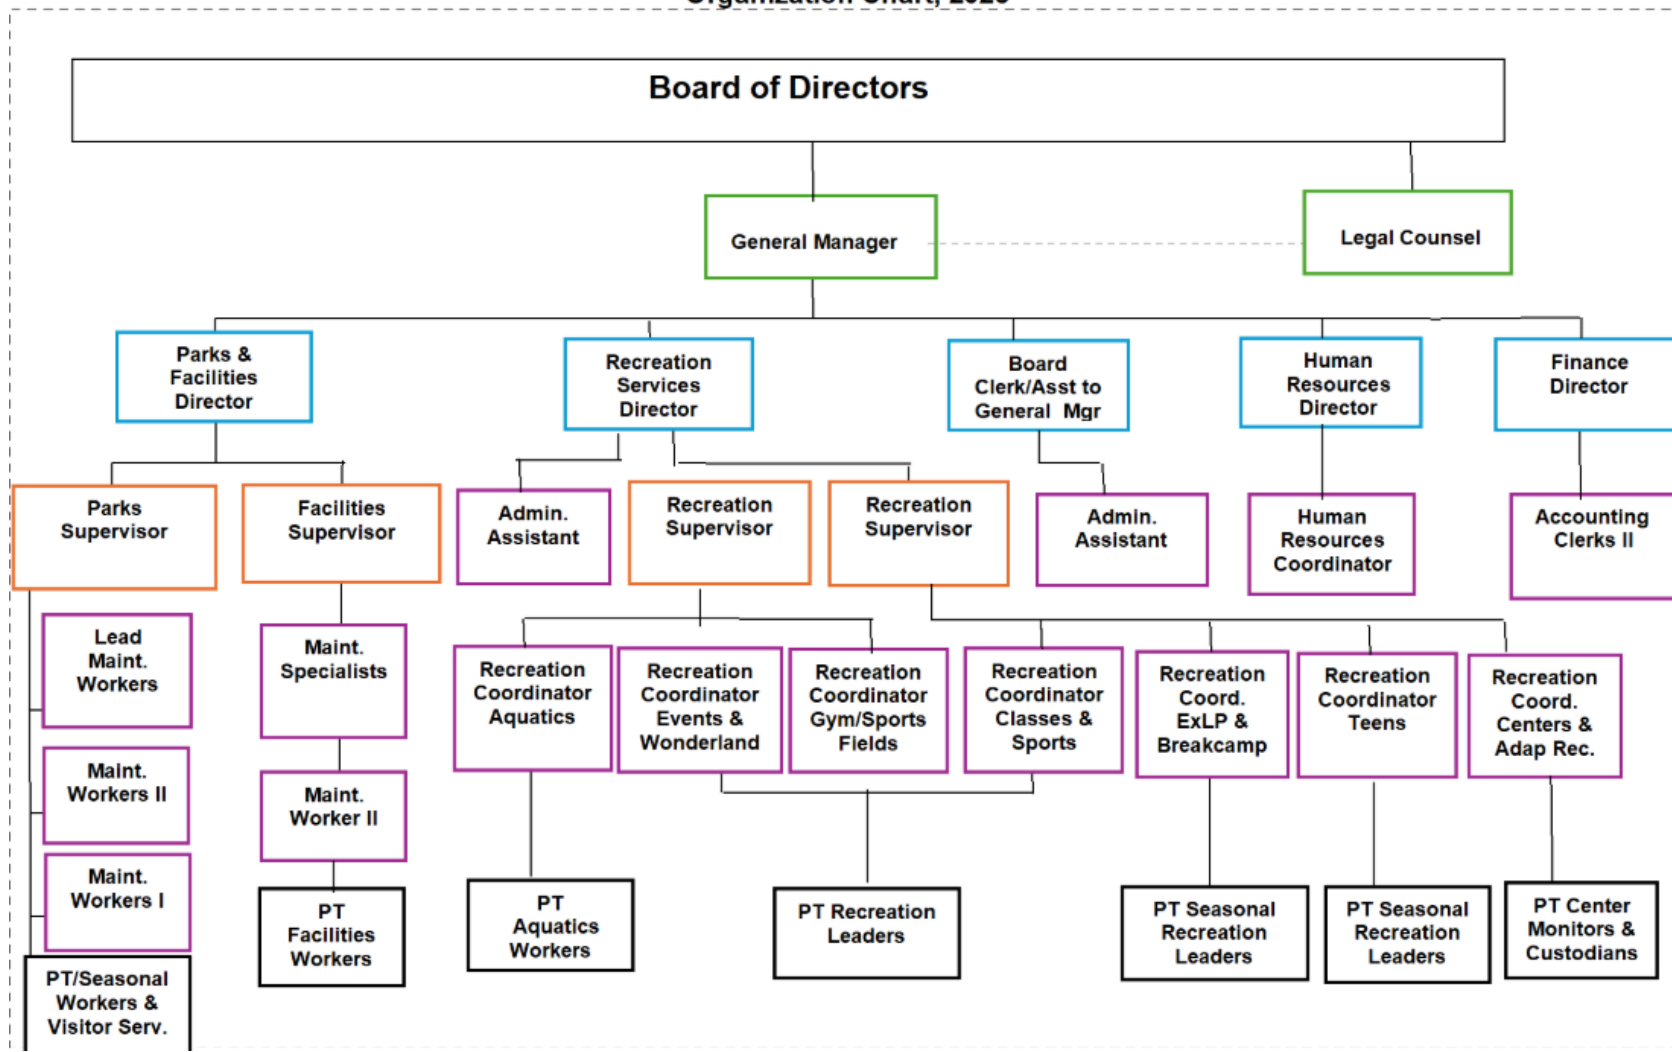 Organization Chart, 2025
Board of Directors
General Manager
Legal Counsel
Parks &
Facilities
Director
Recreation
Services
Director
Board
Clerk/Asst to
General Mgr
Human
Resources
Director
Finance
Director
Parks
Supervisor
Facilities
Supervisor
Admin.
Assistant
Recreation
Supervisor
Recreation
Supervisor
Admin.
Assistant
Human
Resources
Coordinator
Accounting
Clerks II
Lead
Maint.
Workers
Maint.
Specialists
Recreation
Coordinator
Aquatics
Recreation
Coordinator
Events &
Wonderland
Recreation
Coordinator
Gym/Sports
Fields
Recreation
Coordinator
Classes &
Sports
Recreation
Coord.
ExLP &
Breakcamp
Recreation
Coordinator
Teens
Recreation
Coord.
Centers &
Adap Rec.
Maint.
Workers II
Maint.
Worker II
Maint.
Workers I
PT
Facilities
Workers
PT
Aquatics
Workers
PT Recreation
Leaders
PT Seasonal
Recreation
Leaders
PT Seasonal
Recreation
Leaders
PT Center
Monitors &
Custodians
PT/Seasonal
Workers &
Visitor Serv.